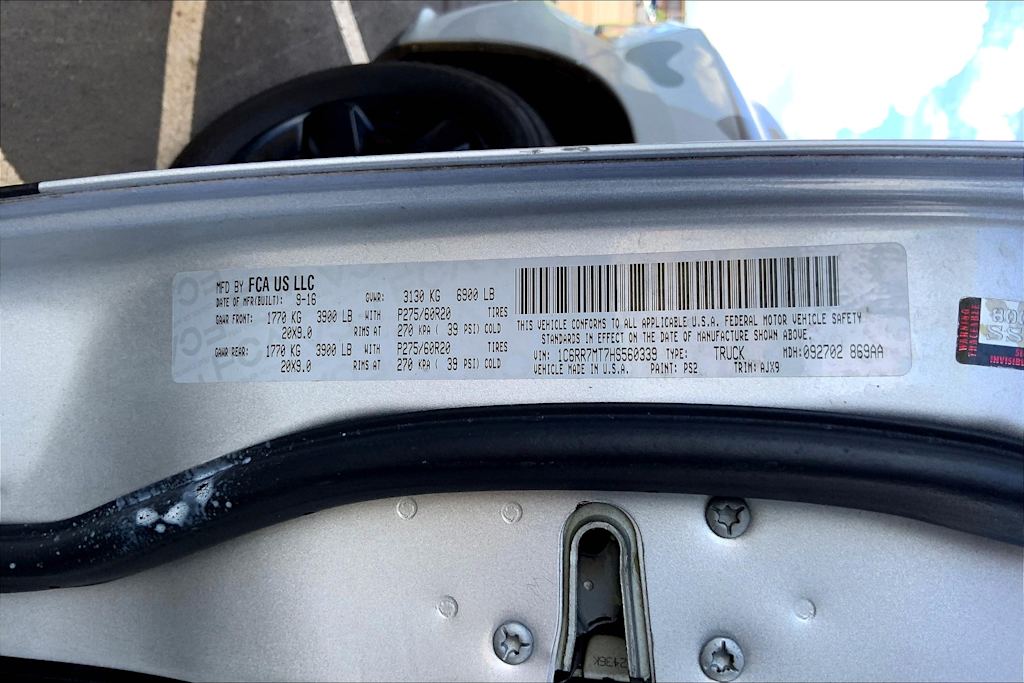 MFD BY FCA US LLC
DATE OF MFR(BUILT): 9-16 GVWR: 3130 KG 6900 LB
GAWR FRONT: 1770 KG 3900 LB WITH P275/60R20 TIRES
20X9.0 RIMS AT 270 KPA ( 39 PSI) COLD
GAWR REAR: 1770 KG 3900 LB WITH P275/60R20 TIRES
20X9.0 RIMS AT 270 KPA ( 39 PSI) COLD
THIS VEHICLE CONFORMS TO ALL APPLICABLE U.S.A. FEDERAL MOTOR VEHICLE SAFETY
STANDARDS IN EFFECT ON THE DATE OF MANUFACTURE SHOWN ABOVE.
VIN: 1C6RR7MT7HS560339 TYPE: TRUCK MDH: 092702 869AA
VEHICLE MADE IN U.S.A. PAINT: PS2 TRIM: AJX9
WARNING
TRACEABLE
2436K